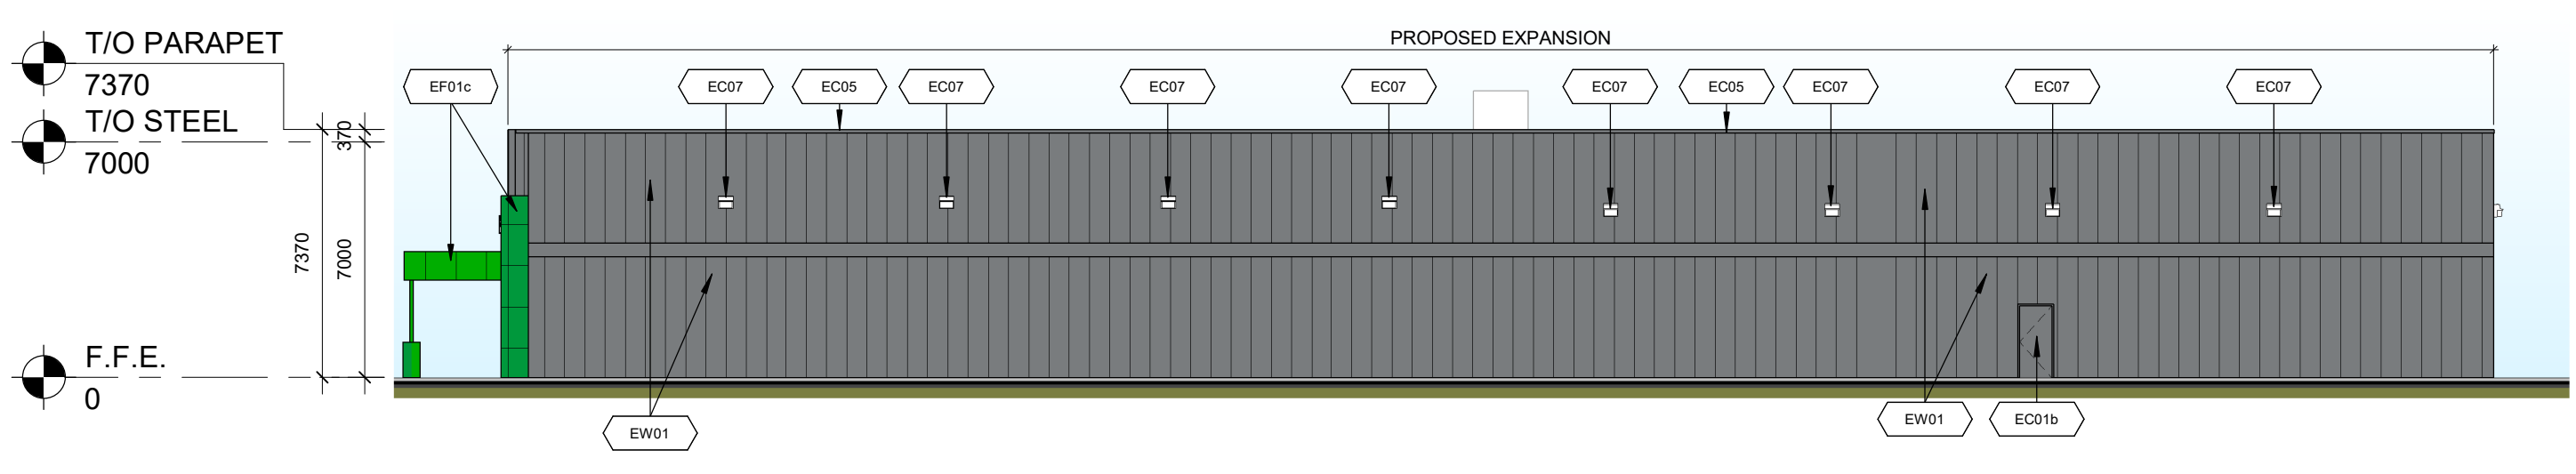 T/O PARAPET
7370
T/O STEEL
7000
F.F.E.
0
7370
370
7000
PROPOSED EXPANSION
EF01c
EC07
EC05
EC07
EC07
EC07
EC07
EC05
EC07
EC07
EC07
EW01
EW01
EC01b